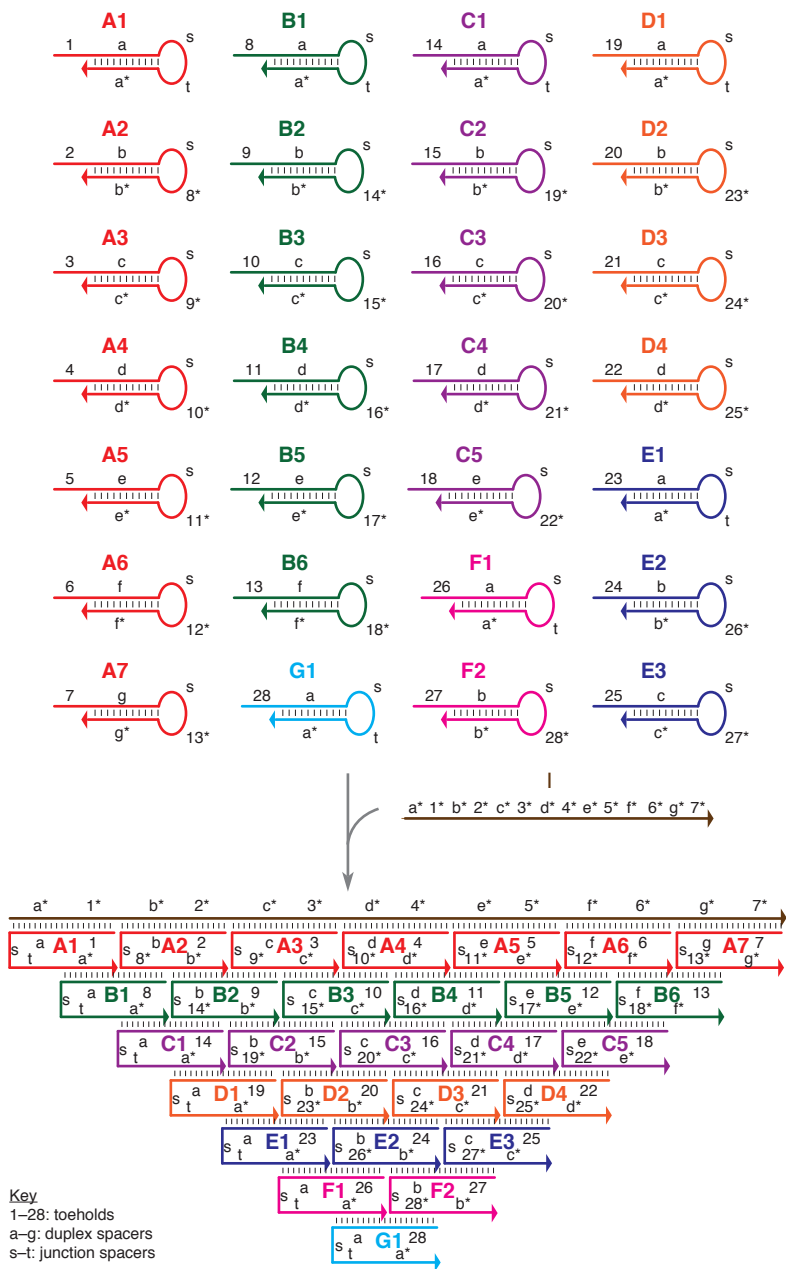 A1 B1 C1 D1
1 a s 8 a s 14 a s 19 a s
a* t a* t a* t a* t
A2 B2 C2 D2
2 b s 9 b s 15 b s 20 b s
b* 8* b* 14* b* 19* b* 23*
A3 B3 C3 D3
3 c s 10 c s 16 c s 21 c s
c* 9* c* 15* c* 20* c* 24*
A4 B4 C4 D4
4 d s 11 d s 17 d s 22 d s
d* 10* d* 16* d* 21* d* 25*
A5 B5 C5 E1
5 e s 12 e s 18 e s 23 a s
e* 11* e* 17* e* 22* a* t
A6 B6 F1 E2
6 f s 13 f s 26 a s 24 b s
f* 12* f* 18* a* t b* 26*
A7 G1 F2 E3
7 g s 28 a s 27 b s 25 c s
g* 13* a* t b* 28* c* 27*
I
a* 1* b* 2* c* 3* d* 4* e* 5* f* 6* g* 7*
a* 1* b* 2* c* 3* d* 4* e* 5* f* 6* g* 7*
s a A1 1 b A2 2 c A3 3 d A4 4 e A5 5 f A6 6 g A7 7
t a* s 8* b* s 9* c* s 10* d* s 11* e* s 12* f* s 13* g*
s a B1 8 b B2 9 c B3 10 d B4 11 e B5 12 f B6 13
t a* s 14* b* s 15* c* s 16* d* s 17* e* s 18* f*
s a C1 14 b C2 15 c C3 16 d C4 17 e C5 18
t a* s 19* b* s 20* c* s 21* d* s 22* e*
s a D1 19 b D2 20 c D3 21 d D4 22
t a* s 23* b* s 24* c* s 25* d*
s a E1 23 b E2 24 c E3 25
t a* s 26* b* s 27* c*
s a F1 26 b F2 27
t a* s 28* b*
s a G1 28
t a*
Key
1–28: toeholds
a–g: duplex spacers
s–t: junction spacers